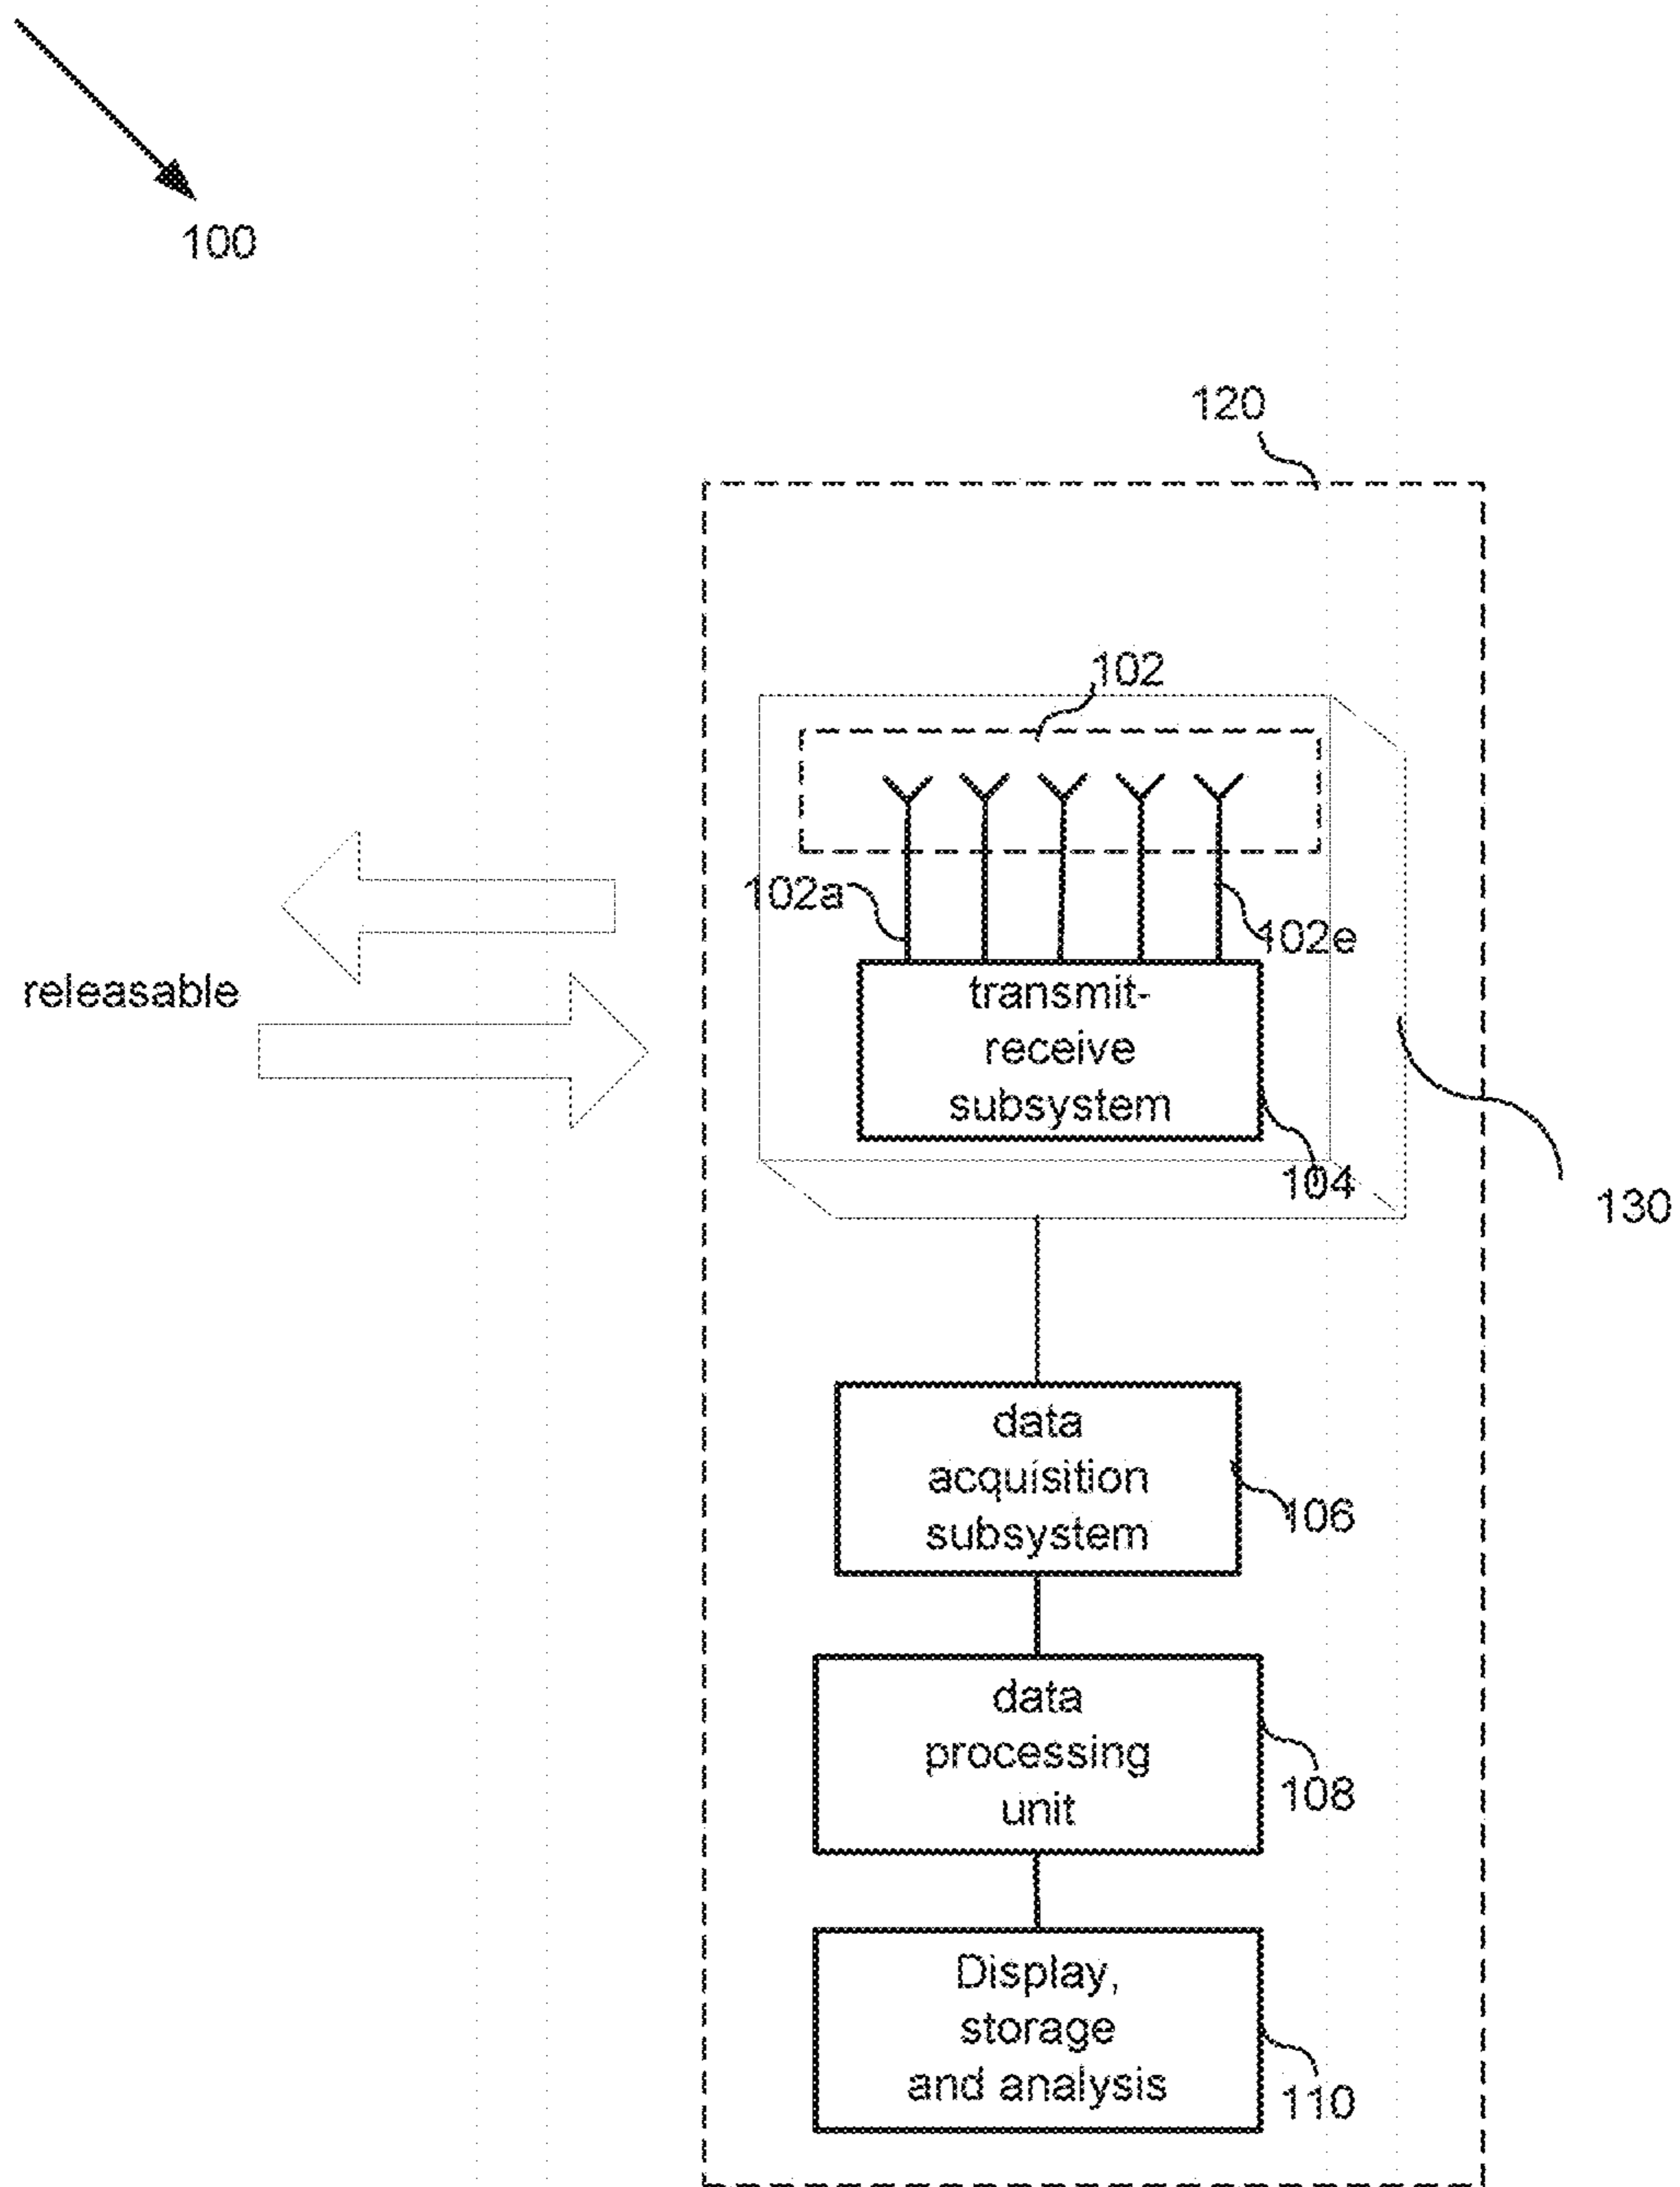 100
120
102
102a
102e
releasable
transmit-
receive
subsystem
104
130
data
acquisition
subsystem
106
data
processing
unit
108
Display,
storage
and analysis
110